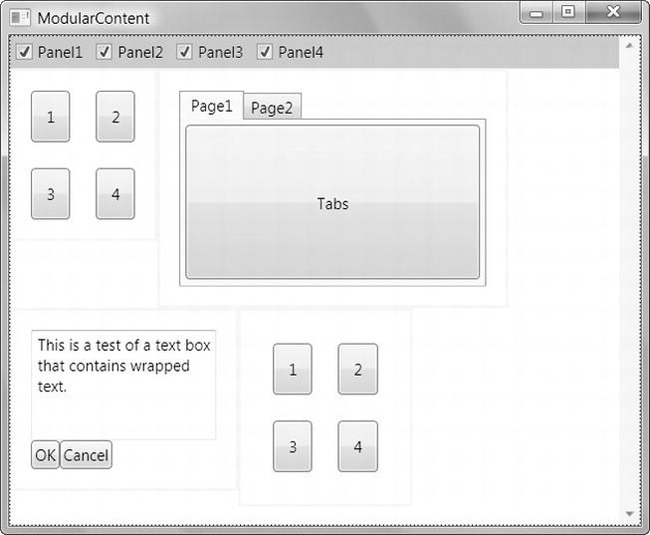 ModularContent
Panel1 Panel2 Panel3 Panel4
1 2
3 4
Page1 Page2
Tabs
This is a test of a text box
that contains wrapped
text.
OK Cancel
1 2
3 4